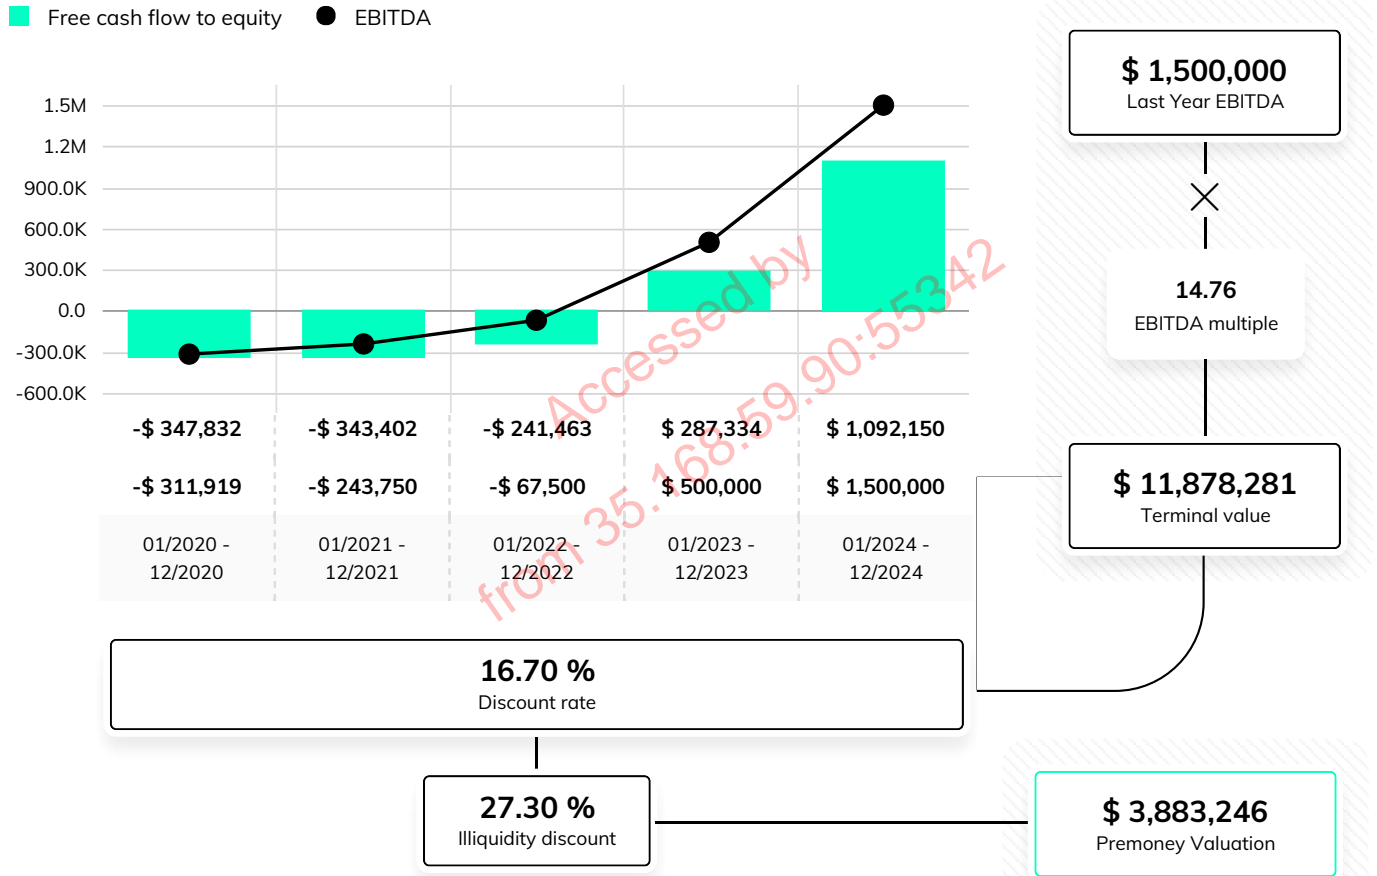 Free cash flow to equity EBITDA
$ 1,500,000
Last Year EBITDA
14.76
EBITDA multiple
$ 11,878,281
Terminal value
1.5M
1.2M
900.0K
600.0K
300.0K
0.0
-300.0K
-600.0K
-$ 347,832 -$ 343,402 -$ 241,463 $ 287,334 $ 1,092,150
-$ 311,919 -$ 243,750 -$ 67,500 $ 500,000 $ 1,500,000
01/2020 - 01/2021 - 01/2022 - 01/2023 - 01/2024 -
12/2020 12/2021 12/2022 12/2023 12/2024
Accessed by
from 35.168.59.90:55342
16.70 %
Discount rate
27.30 %
Illiquidity discount
$ 3,883,246
Premoney Valuation